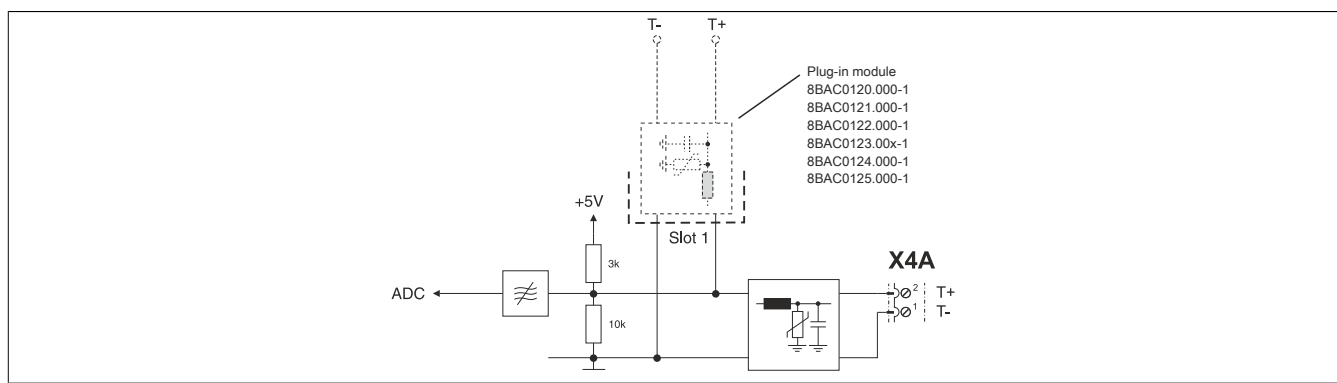 T- T+
Plug-in module
8BAC0120.000-1
8BAC0121.000-1
8BAC0122.000-1
8BAC0123.00x-1
8BAC0124.000-1
8BAC0125.000-1
+5V
Slot 1
3k
X4A
ADC
2 T+
1 T-
10k